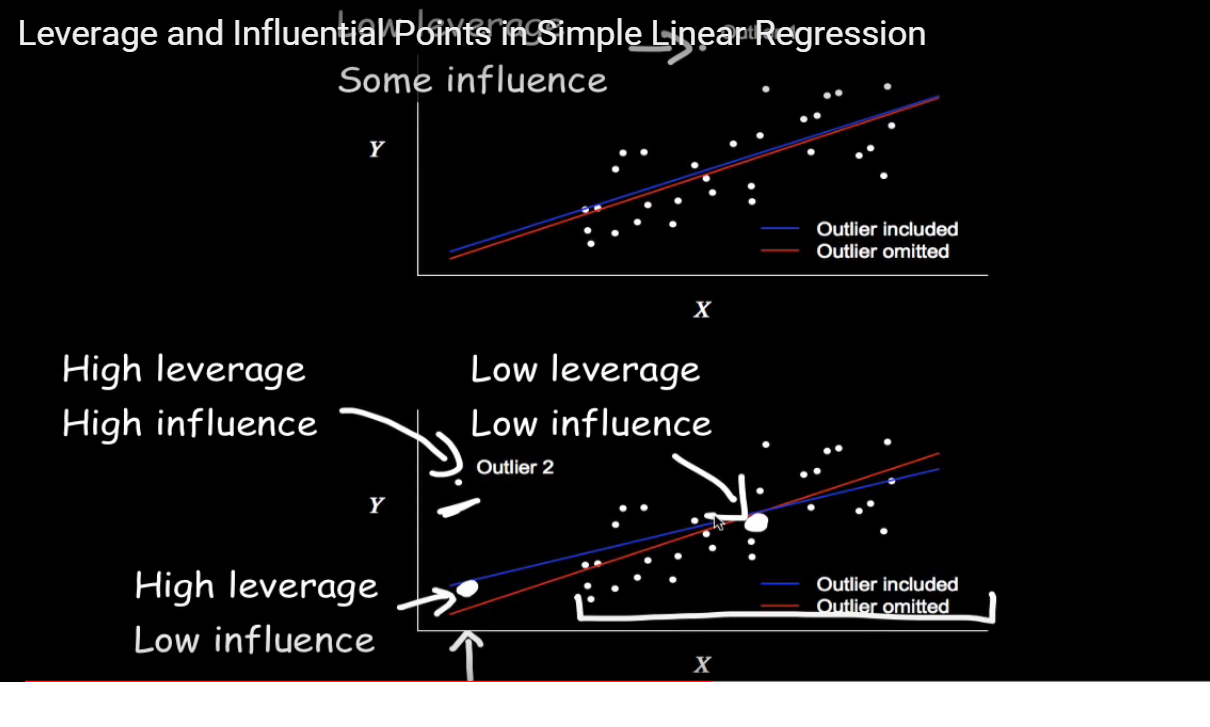 Leverage and Influential Points in Simple Linear Regression
Low leverage
Some influence
Y
Outlier included
Outlier omitted
X
High leverage
High influence
Low leverage
Low influence
Outlier 2
Y
High leverage
Low influence
Outlier included
Outlier omitted
X